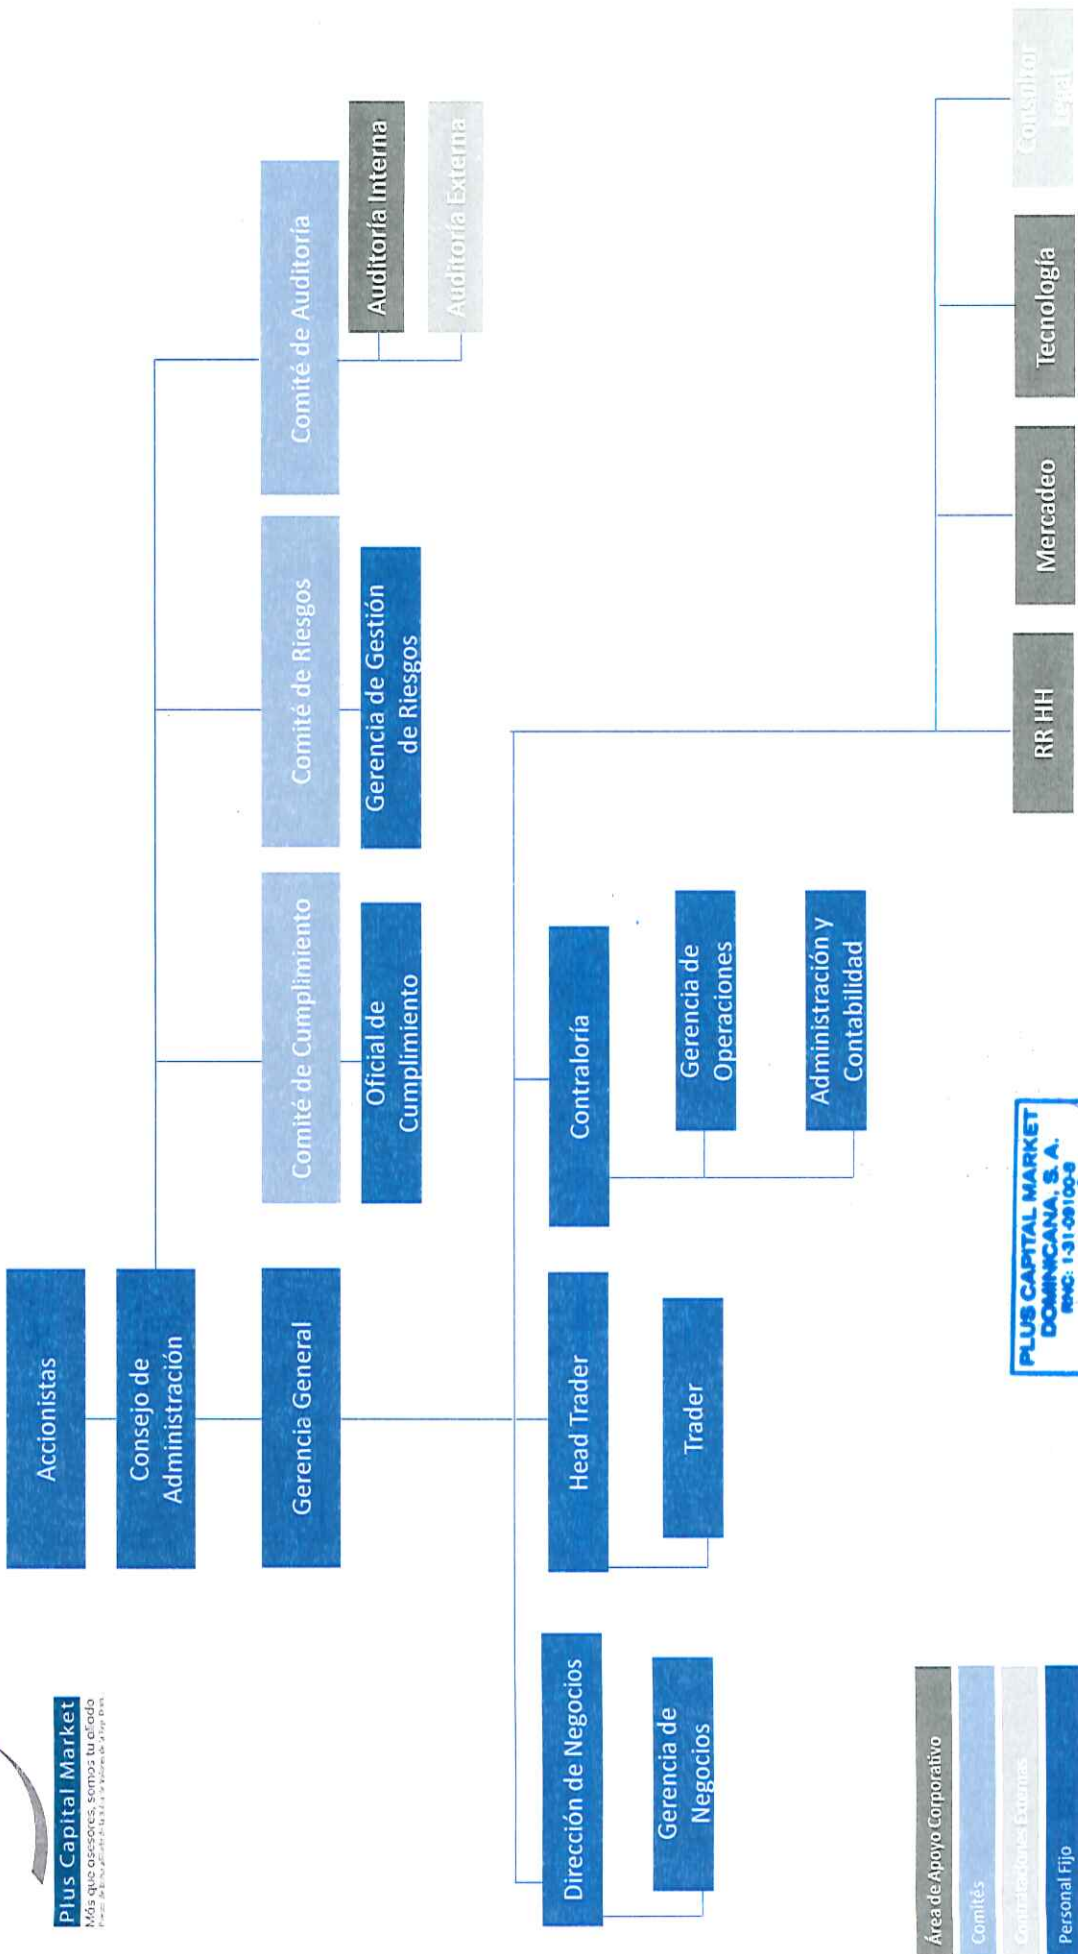 Plus Capital Market
Más que asesores, somos tu aliado
Accionistas
Consejo de
Administración
Gerencia General
Comité de Cumplimiento
Comité de Riesgos
Comité de Auditoría
Oficial de
Cumplimiento
Gerencia de Gestión
de Riesgos
Auditoría Interna
Auditoría Externa
Dirección de Negocios
Head Trader
Contraloría
Gerencia de
Negocios
Trader
Gerencia de
Operaciones
Administración y
Contabilidad
RR HH
Mercadeo
Tecnología
Consultor
Legal
Área de Apoyo Corporativo
Comités
Contrataciones Externas
Personal Fijo
PLUS CAPITAL MARKET
DOMINICANA, S. A.
RNC: 1-31-09100-8